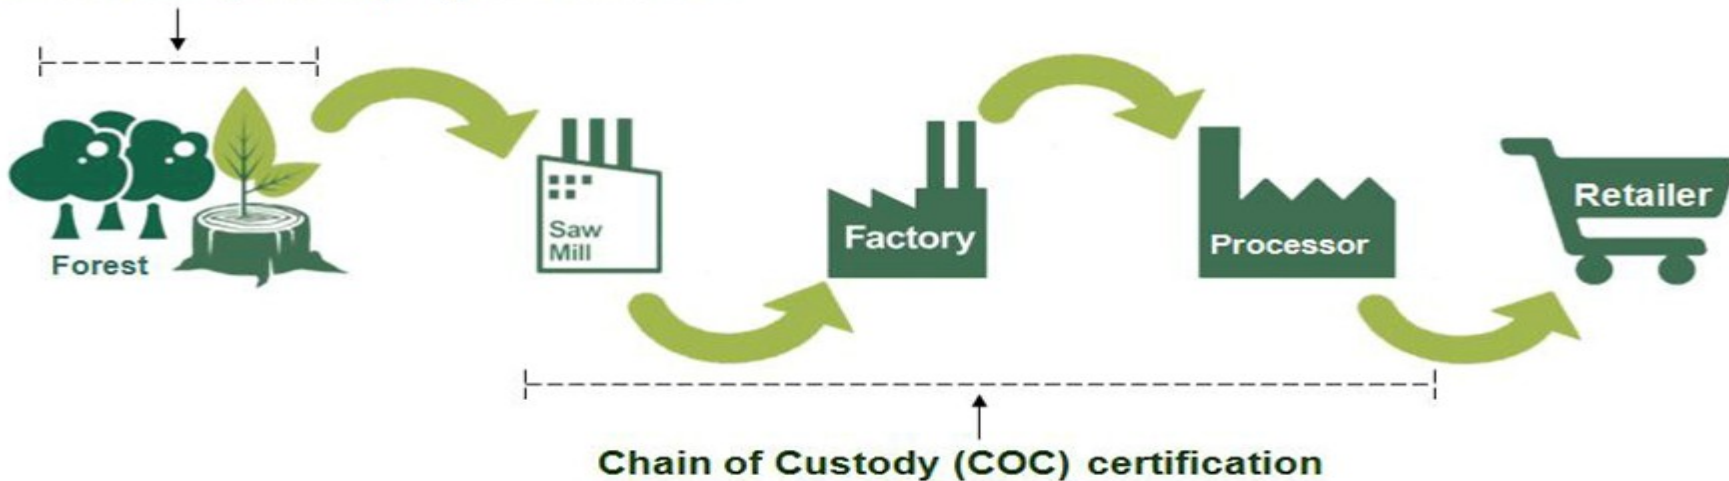 Saw
Mill
Factory
Processor
Retailer
Forest
Chain of Custody (COC) certification